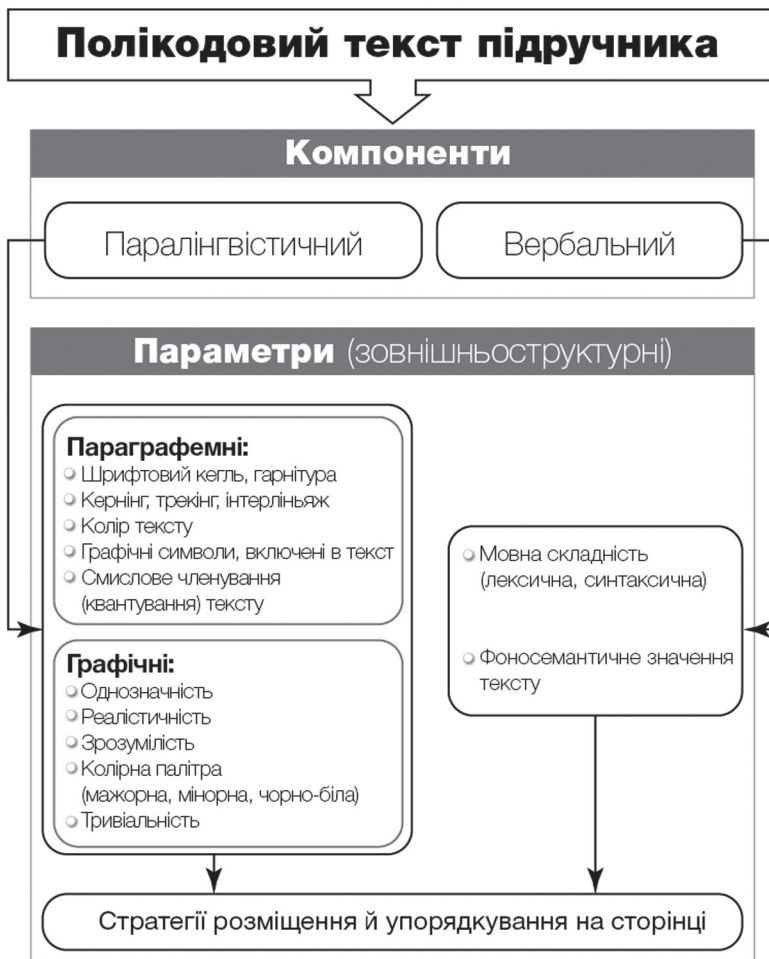 Полікодовий текст підручника
Компоненти
Паралінгвістичний
Вербальний
Параметри (зовнішньоструктурні)
Параграфемні:
Шрифтовий кегль, гарнітура
Кернінг, трекінг, інтерліньяж
Колір тексту
Графічні символи, включені в текст
Смислове членування
(квантування) тексту
Графічні:
Однозначність
Реалістичність
Зрозумілість
Колірна палітра
(мажорна, мінорна, чорно-біла)
Тривіальність
Мовна складність
(лексична, синтаксична)
Фоносемантичне значення
тексту
Стратегії розміщення й упорядкування на сторінці